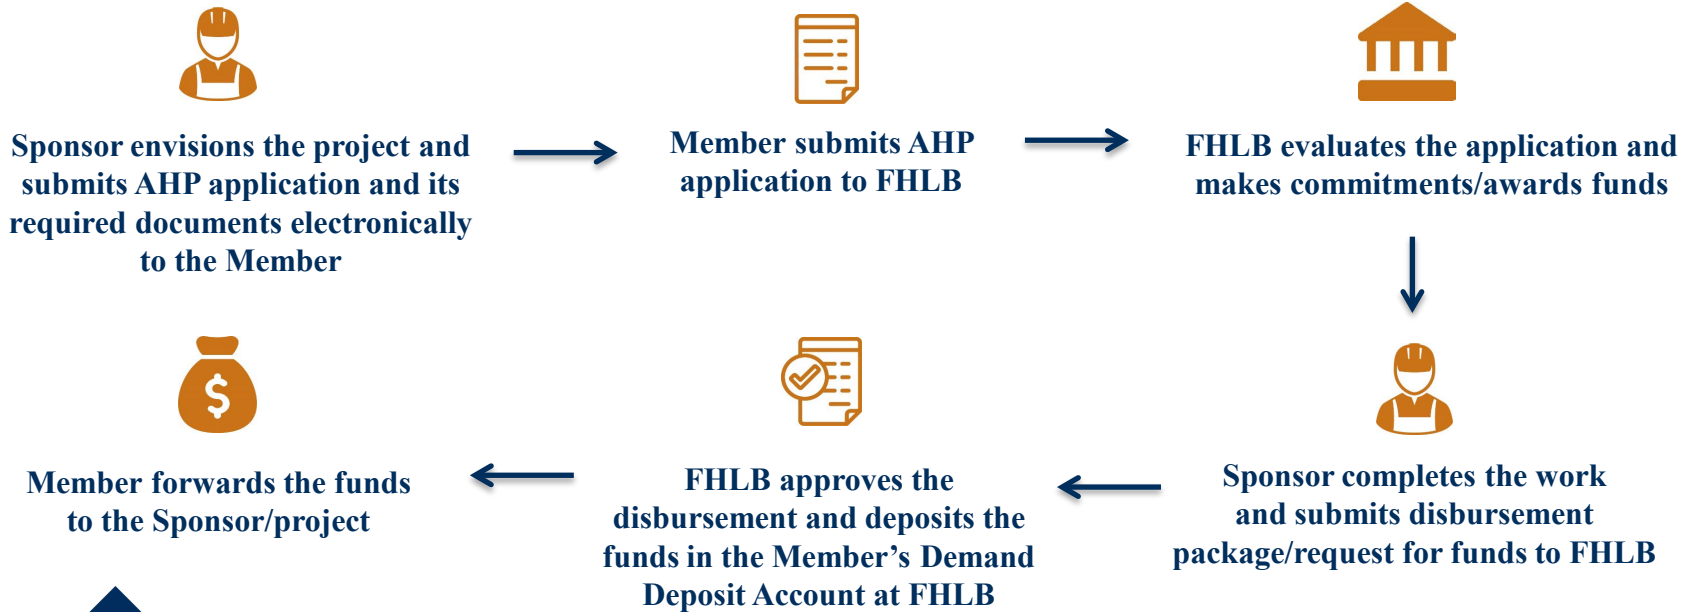 Sponsor envisions the project and
submits AHP application and its
required documents electronically
to the Member
Member submits AHP
application to FHLB
FHLB evaluates the application and
makes commitments/awards funds
Sponsor completes the work
and submits disbursement
package/request for funds to FHLB
FHLB approves the
disbursement and deposits the
funds in the Member’s Demand
Deposit Account at FHLB
$
Member forwards the funds
to the Sponsor/project